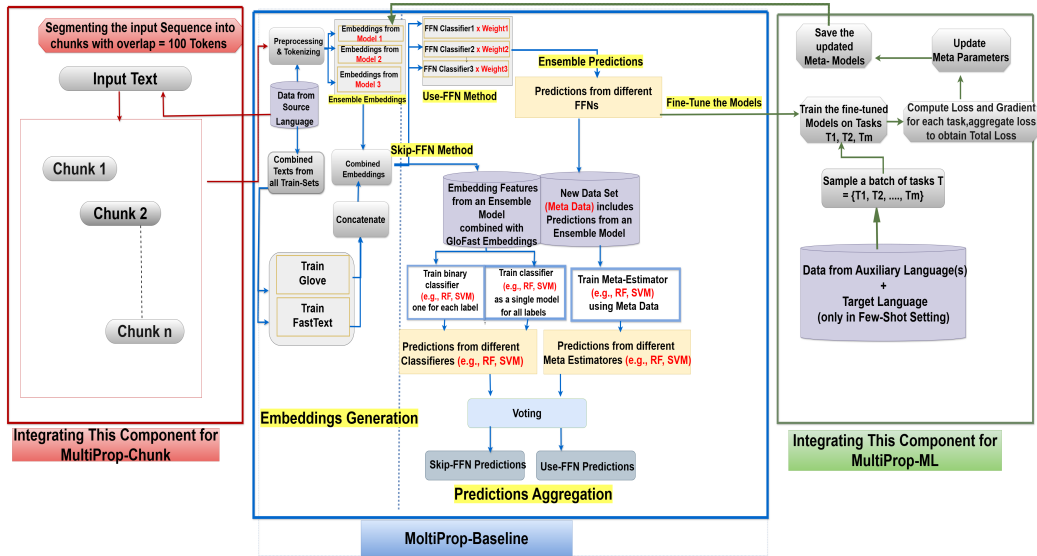 Segmenting the input Sequence into
chunks with overlap = 100 Tokens
Input Text
Chunk 1
Chunk 2
Chunk n
Integrating This Component for
MultiProp-Chunk
Preprocessing
& Tokenizing
Data from
Source
Language
Combined
Texts from
all Train-Sets
Train
Glove
Train
FastText
Embeddings from
Model 1
Embeddings from
Model 2
Embeddings from
Model 3
Ensemble Embeddings
Combined
Embeddings
Concatenate
Embeddings Generation
FFN Classifier1 x Weight1
FFN Classifier2 x Weight2
FFN Classifier3 x Weight3
Use-FFN Method
Ensemble Predictions
Predictions from different
FFNs
Fine-Tune the Models
Skip-FFN Method
Embedding Features
from an Ensemble
Model
combined with
GloFast Embeddings
New Data Set
(Meta Data) includes
Predictions from an
Ensemble Model
Train binary
classifier
(e.g., RF, SVM)
one for each label
Train classifier
(e.g., RF, SVM)
as a single model
for all labels
Train Meta-Estimator
(e.g., RF, SVM)
using Meta Data
Predictions from different
Classifieres (e.g., RF, SVM)
Predictions from different
Meta Estimatores (e.g., RF, SVM)
Voting
Skip-FFN Predictions
Use-FFN Predictions
Predictions Aggregation
MoltiProp-Baseline
Save the
updated
Meta- Models
Update
Meta Parameters
Train the fine-tuned
Models on Tasks
T1, T2, Tm
Compute Loss and Gradient
for each task,aggregate loss
to obtain Total Loss
Sample a batch of tasks T
= {T1, T2, ...., Tm}
Data from Auxiliary Language(s)
+
Target Language
(only in Few-Shot Setting)
Integrating This Component for
MultiProp-ML